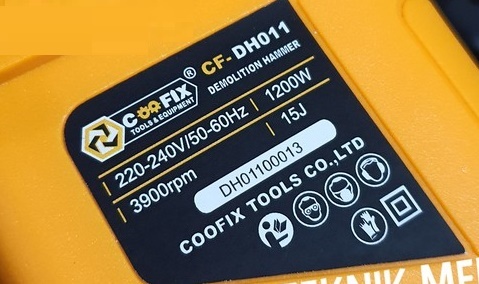 COOFIX ®
TOOLS & EQUIPMENT
CF-DH011
DEMOLITION HAMMER
220-240V/50-60Hz 1200W
3900rpm 15J
DH01100013
COOFIX TOOLS CO.,LTD